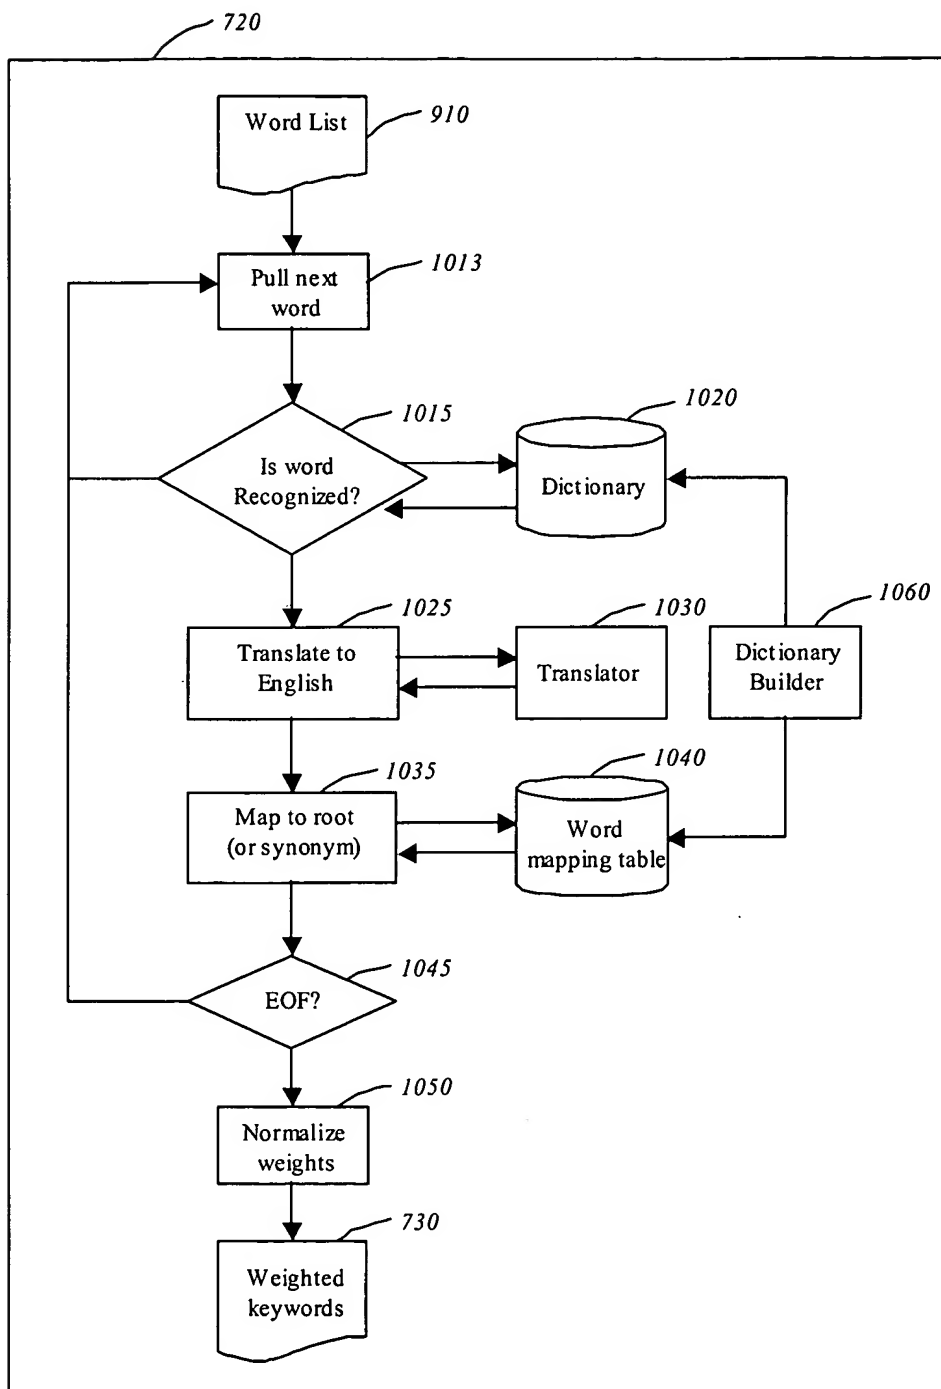 720
Word List
910
Pull next
word
1013
Is word
Recognized?
1015
Dictionary
1020
Translate to
English
1025
Translator
1030
Dictionary
Builder
1060
Map to root
(or synonym)
1035
Word
mapping table
1040
EOF?
1045
Normalize
weights
1050
Weighted
keywords
730